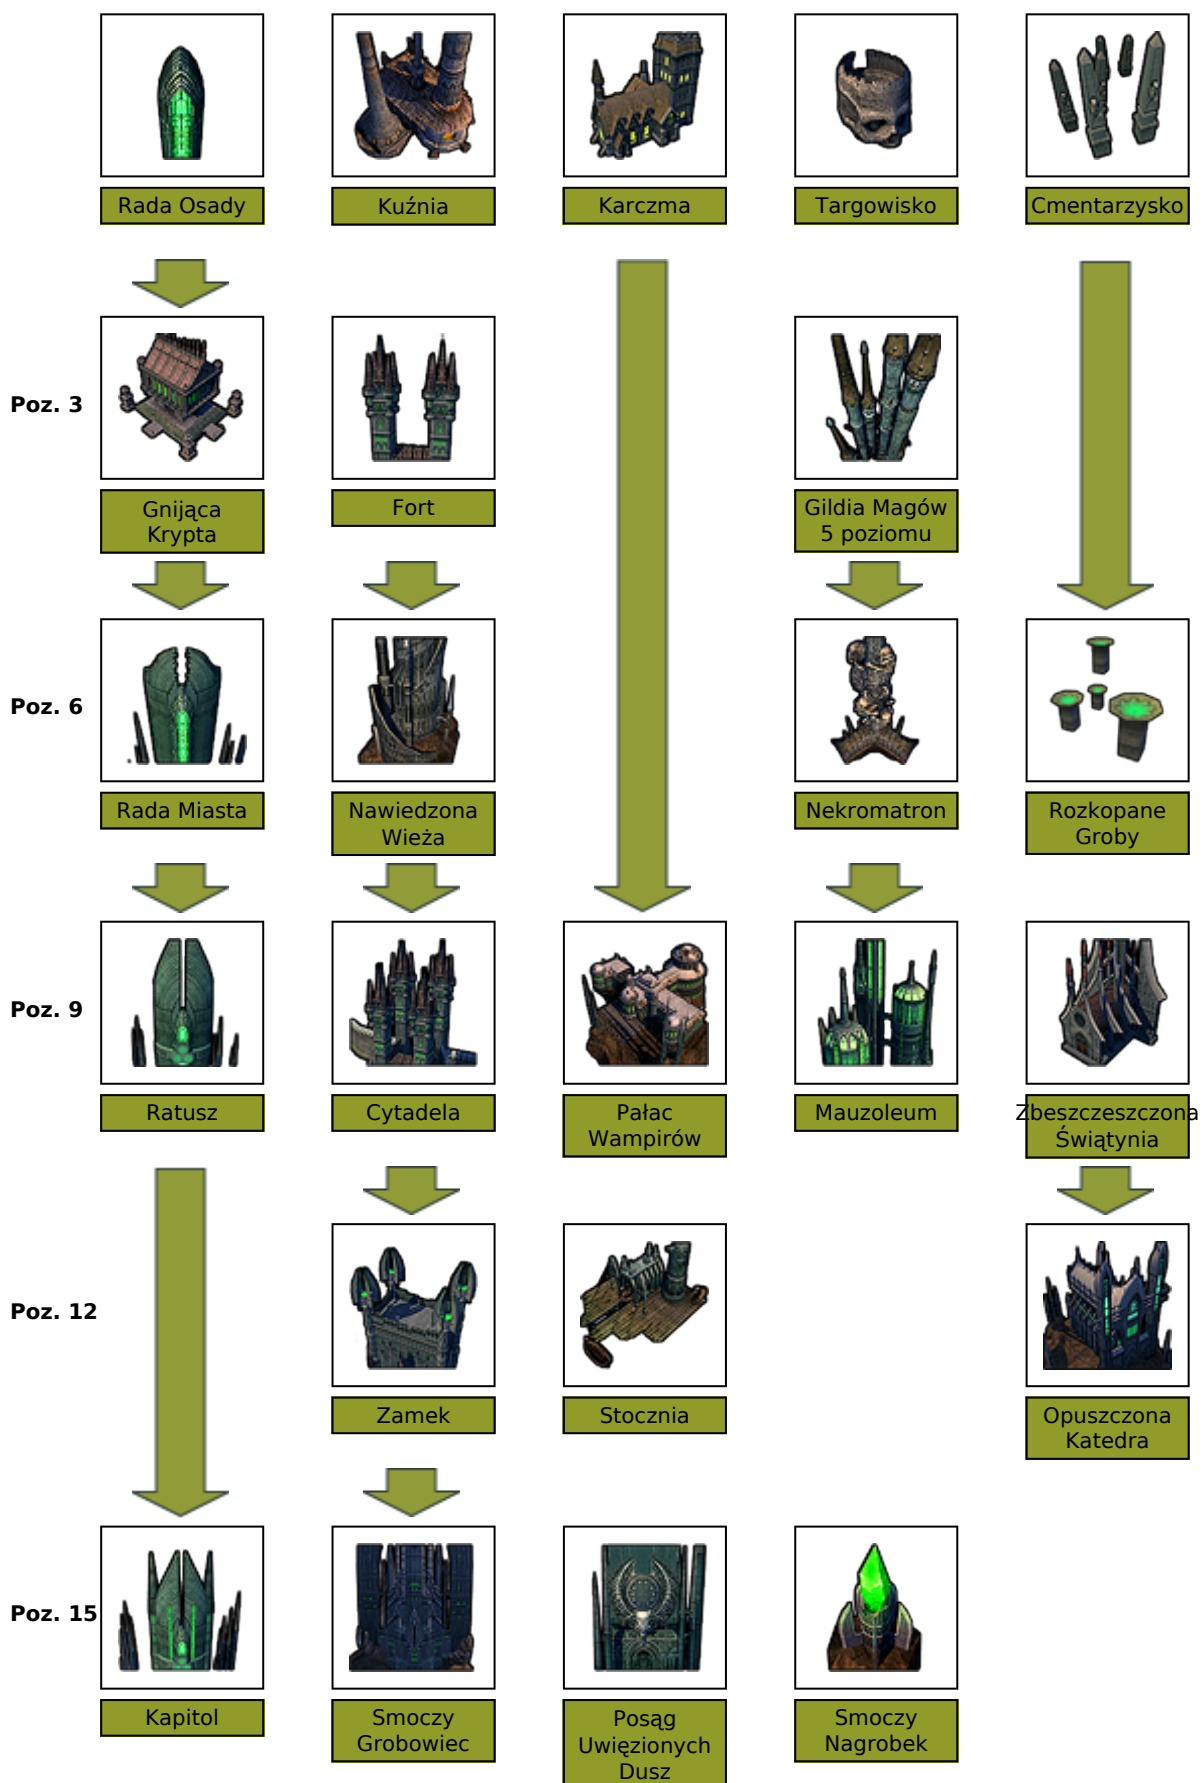 Rada Osady
Kuźnia
Karczma
Targowisko
Cmentarzysko
Poz. 3
Gnijąca
Krypta
Fort
Gildia Magów
5 poziomu
Poz. 6
Rada Miasta
Nawiedzona
Wieża
Nekromatron
Rozkopane
Groby
Poz. 9
Ratusz
Cytadela
Pałac
Wampirów
Mauzoleum
Zbeszczeszczona
Świątynia
Poz. 12
Zamek
Stocznia
Opuszczona
Katedra
Poz. 15
Kapitol
Smoczy
Grobowiec
Posąg
Uwięzionych
Dusz
Smoczy
Nagrobek